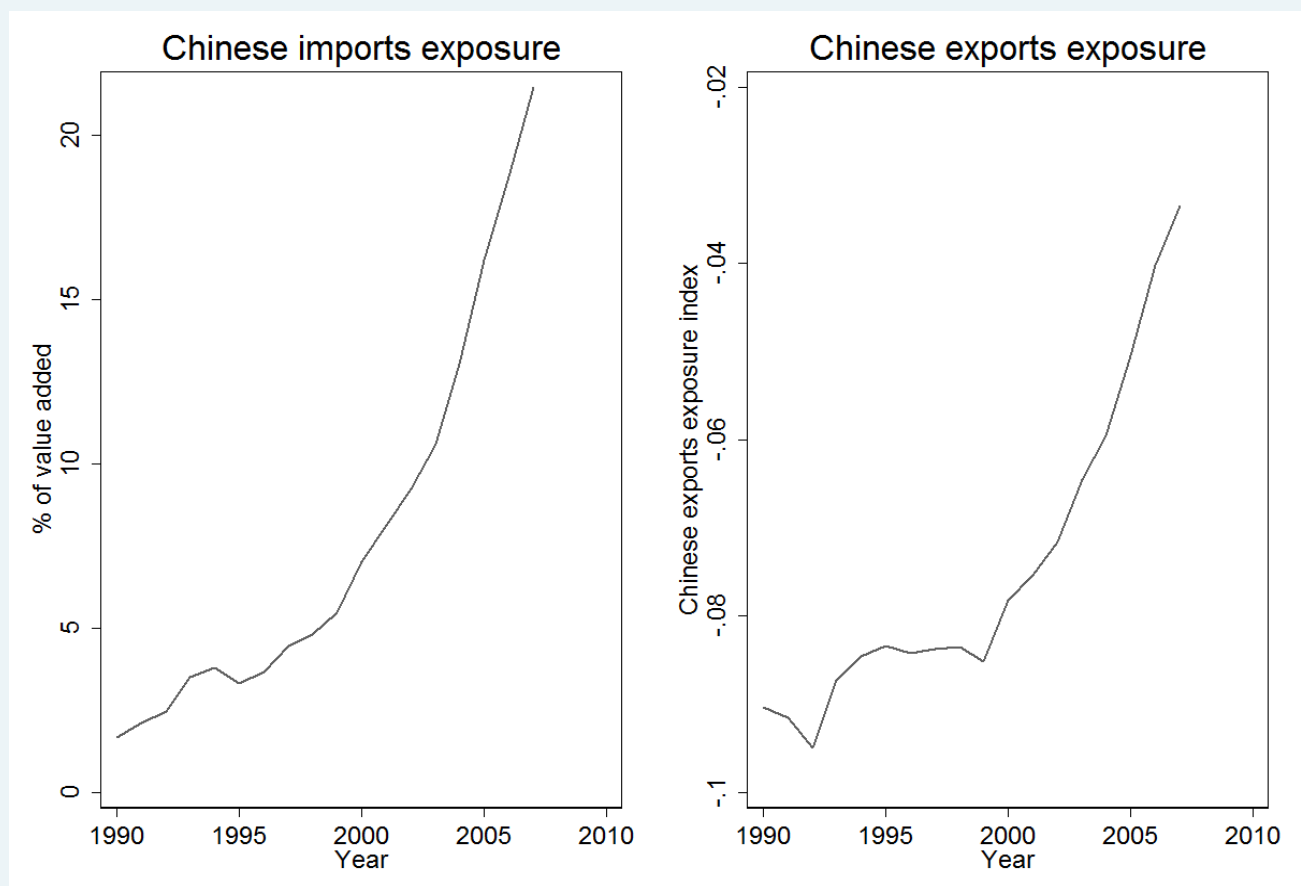 Chinese imports exposure
% of value added
20
15
10
5
0
1990 1995 2000 2005 2010
Year
Chinese exports exposure
Chinese exports exposure index
-.02
-.04
-.06
-.08
-.1
1990 1995 2000 2005 2010
Year